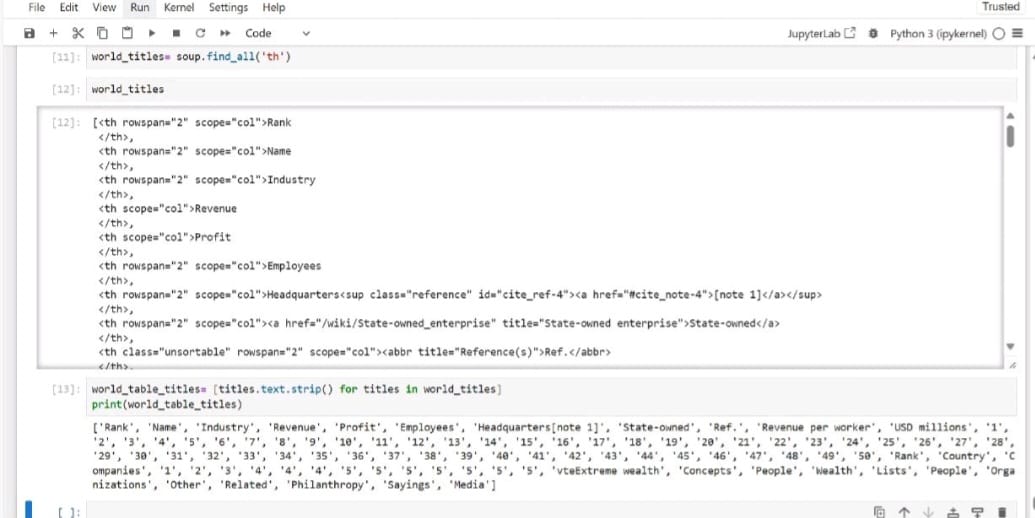 File Edit View Run Kernel Settings Help Trusted
Code JupyterLab Python 3 (ipykernel)
[11]: world_titles= soup.find_all('th')
[12]: world_titles
[12]: [<th rowspan="2" scope="col">Rank
</th>,
<th rowspan="2" scope="col">Name
</th>,
<th rowspan="2" scope="col">Industry
</th>,
<th scope="col">Revenue
</th>,
<th scope="col">Profit
</th>,
<th rowspan="2" scope="col">Employees
</th>,
<th rowspan="2" scope="col">Headquarters<sup class="reference" id="cite_ref-4"><a href="#cite_note-4">[note 1]</a></sup>
</th>,
<th rowspan="2" scope="col"><a href="/wiki/State-owned_enterprise" title="State-owned enterprise">State-owned</a>
</th>,
<th class="unsortable" rowspan="2" scope="col"><abbr title="Reference(s)">Ref.</abbr>
</th>,
[13]: world_table_titles= [titles.text.strip() for titles in world_titles]
print(world_table_titles)
['Rank', 'Name', 'Industry', 'Revenue', 'Profit', 'Employees', 'Headquarters[note 1]', 'State-owned', 'Ref.', 'Revenue per worker', 'USD millions', '1',
'2', '3', '4', '5', '6', '7', '8', '9', '10', '11', '12', '13', '14', '15', '16', '17', '18', '19', '20', '21', '22', '23', '24', '25', '26', '27', '28',
'29', '30', '31', '32', '33', '34', '35', '36', '37', '38', '39', '40', '41', '42', '43', '44', '45', '46', '47', '48', '49', '50', 'Rank', 'Country', 'C
ompanies', '1', '2', '3', '4', '4', '4', '5', '5', '5', '5', '5', '5', '5', 'vteExtreme wealth', 'Concepts', 'People', 'Wealth', 'Lists', 'People', 'Orga
nizations', 'Other', 'Related', 'Philanthropy', 'Sayings', 'Media']
[ ]: